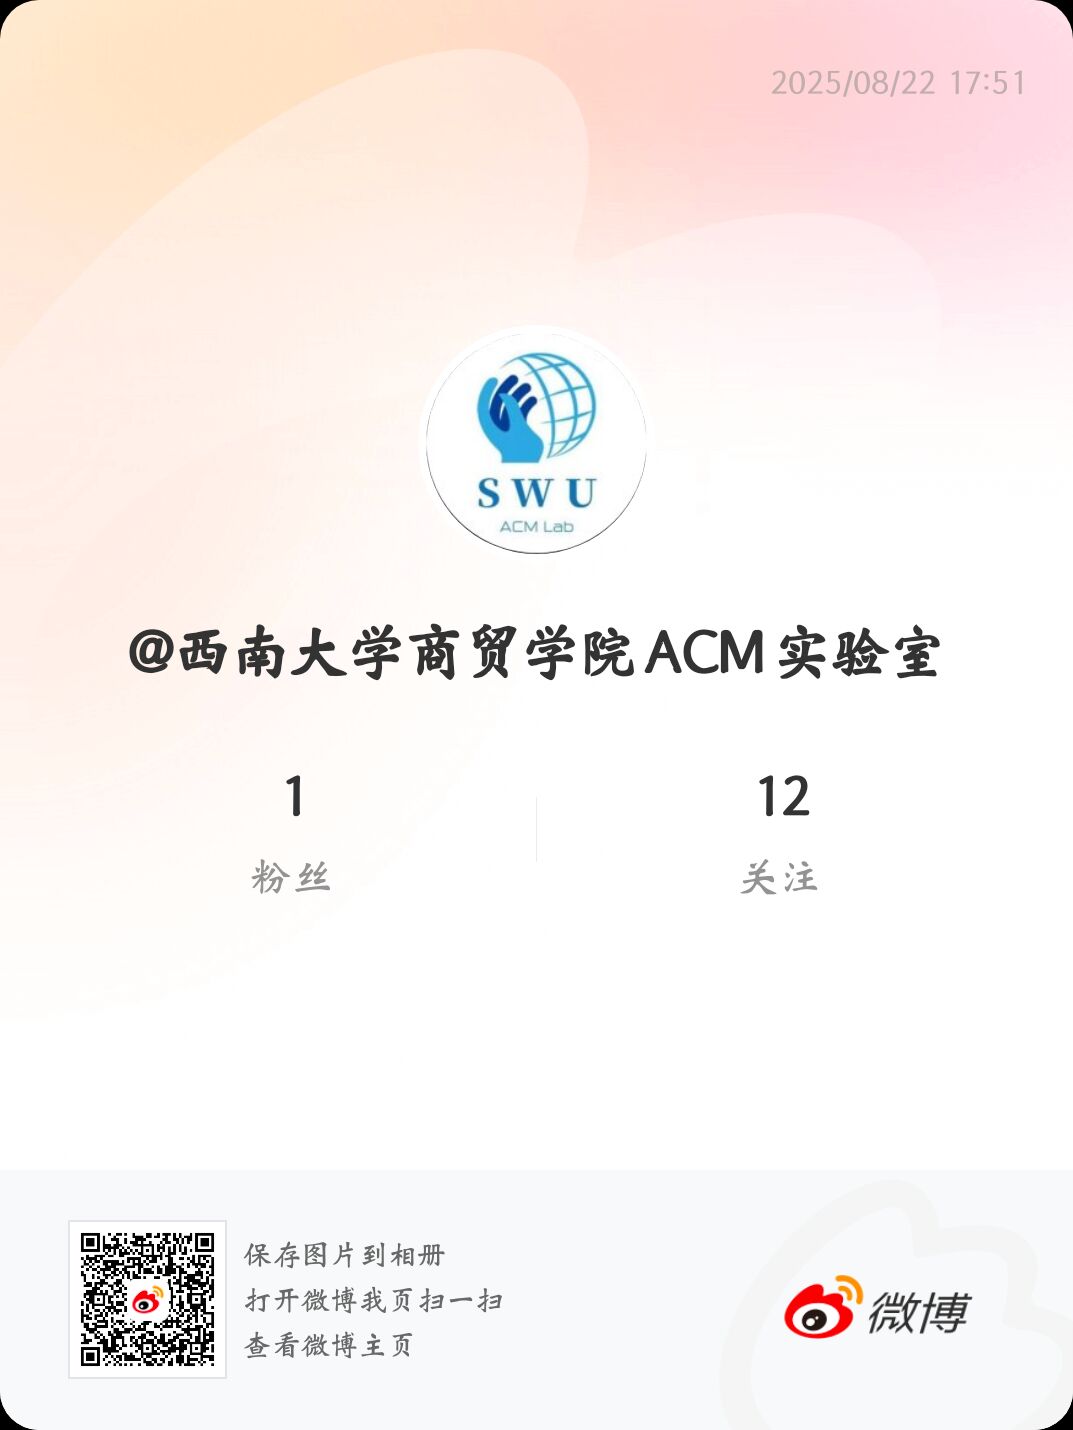 2025/08/22 17:51
SWU
ACM Lab
@西南大学商贸学院ACM实验室
1
12
粉丝
关注
保存图片到相册
打开微博我页扫一扫
查看微博主页
微博